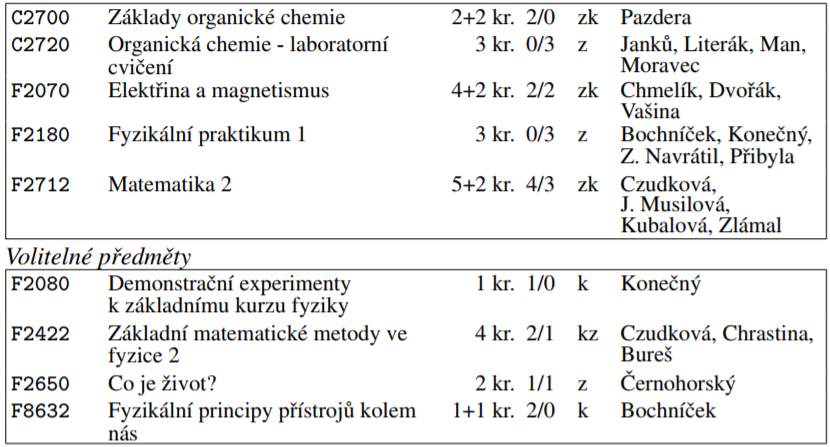 C2700 Základy organické chemie 2+2 kr. 2/0 zk Pazdera
C2720 Organická chemie - laboratorní 3 kr. 0/3 z Janků, Literák, Man,
cvičení Moravec
F2070 Elektřina a magnetismus 4+2 kr. 2/2 zk Chmelík, Dvořák,
Vašina
F2180 Fyzikální praktikum 1 3 kr. 0/3 z Bochníček, Konečný,
Z. Navrátil, Přibyla
F2712 Matematika 2 5+2 kr. 4/3 zk Czudková,
J. Musilová,
Kubalová, Zlámal
Volitelné předměty
F2080 Demonstrační experimenty 1 kr. 1/0 k Konečný
k základnímu kurzu fyziky
F2422 Základní matematické metody ve 4 kr. 2/1 kz Czudková, Chrastina,
fyzice 2 Bureš
F2650 Co je život? 2 kr. 1/1 z Černohorský
F8632 Fyzikální principy přístrojů kolem 1+1 kr. 2/0 k Bochníček
nás